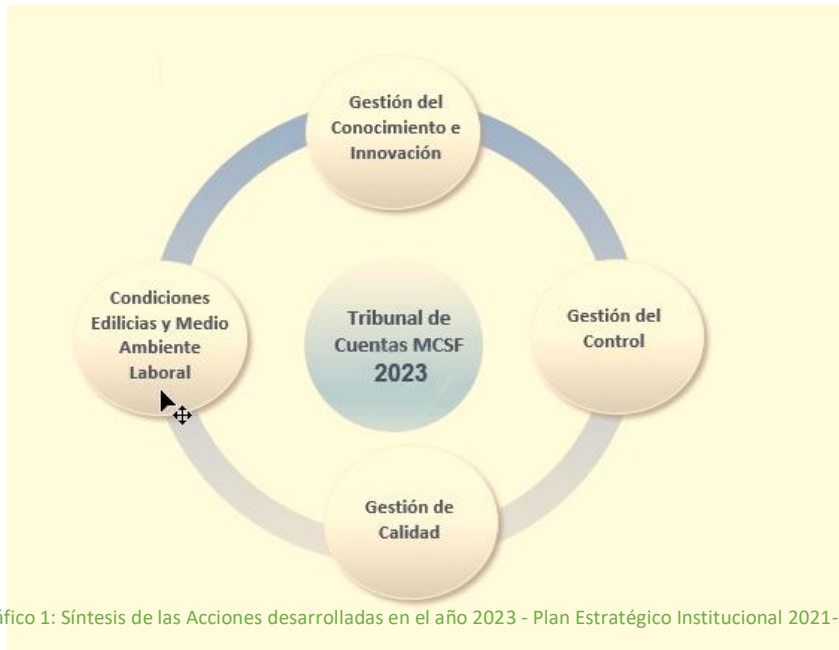 Gestión del
Conocimiento e
Innovación
Condiciones
Edilicias y Medio
Ambiente
Laboral
Tribunal de
Cuentas MCSF
2023
Gestión del
Control
Gestión de
Calidad
áfico 1: Síntesis de las Acciones desarrolladas en el año 2023 - Plan Estratégico Institucional 2021-